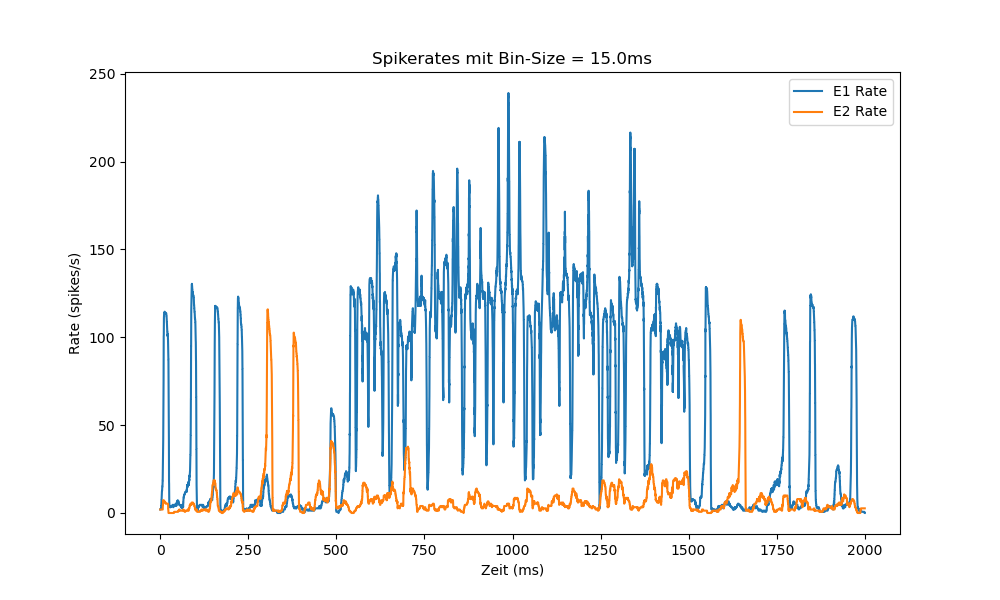 Spikerates mit Bin-Size = 15.0ms
E1 Rate
E2 Rate
Rate (spikes/s)
250
200
150
100
50
0
0 250 500 750 1000 1250 1500 1750 2000
Zeit (ms)